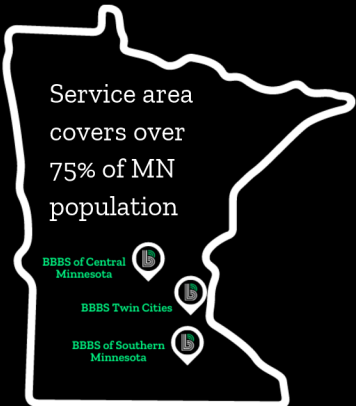 Service area
covers over
75% of MN
population
BBBS of Central
Minnesota
BBBS Twin Cities
BBBS of Southern
Minnesota